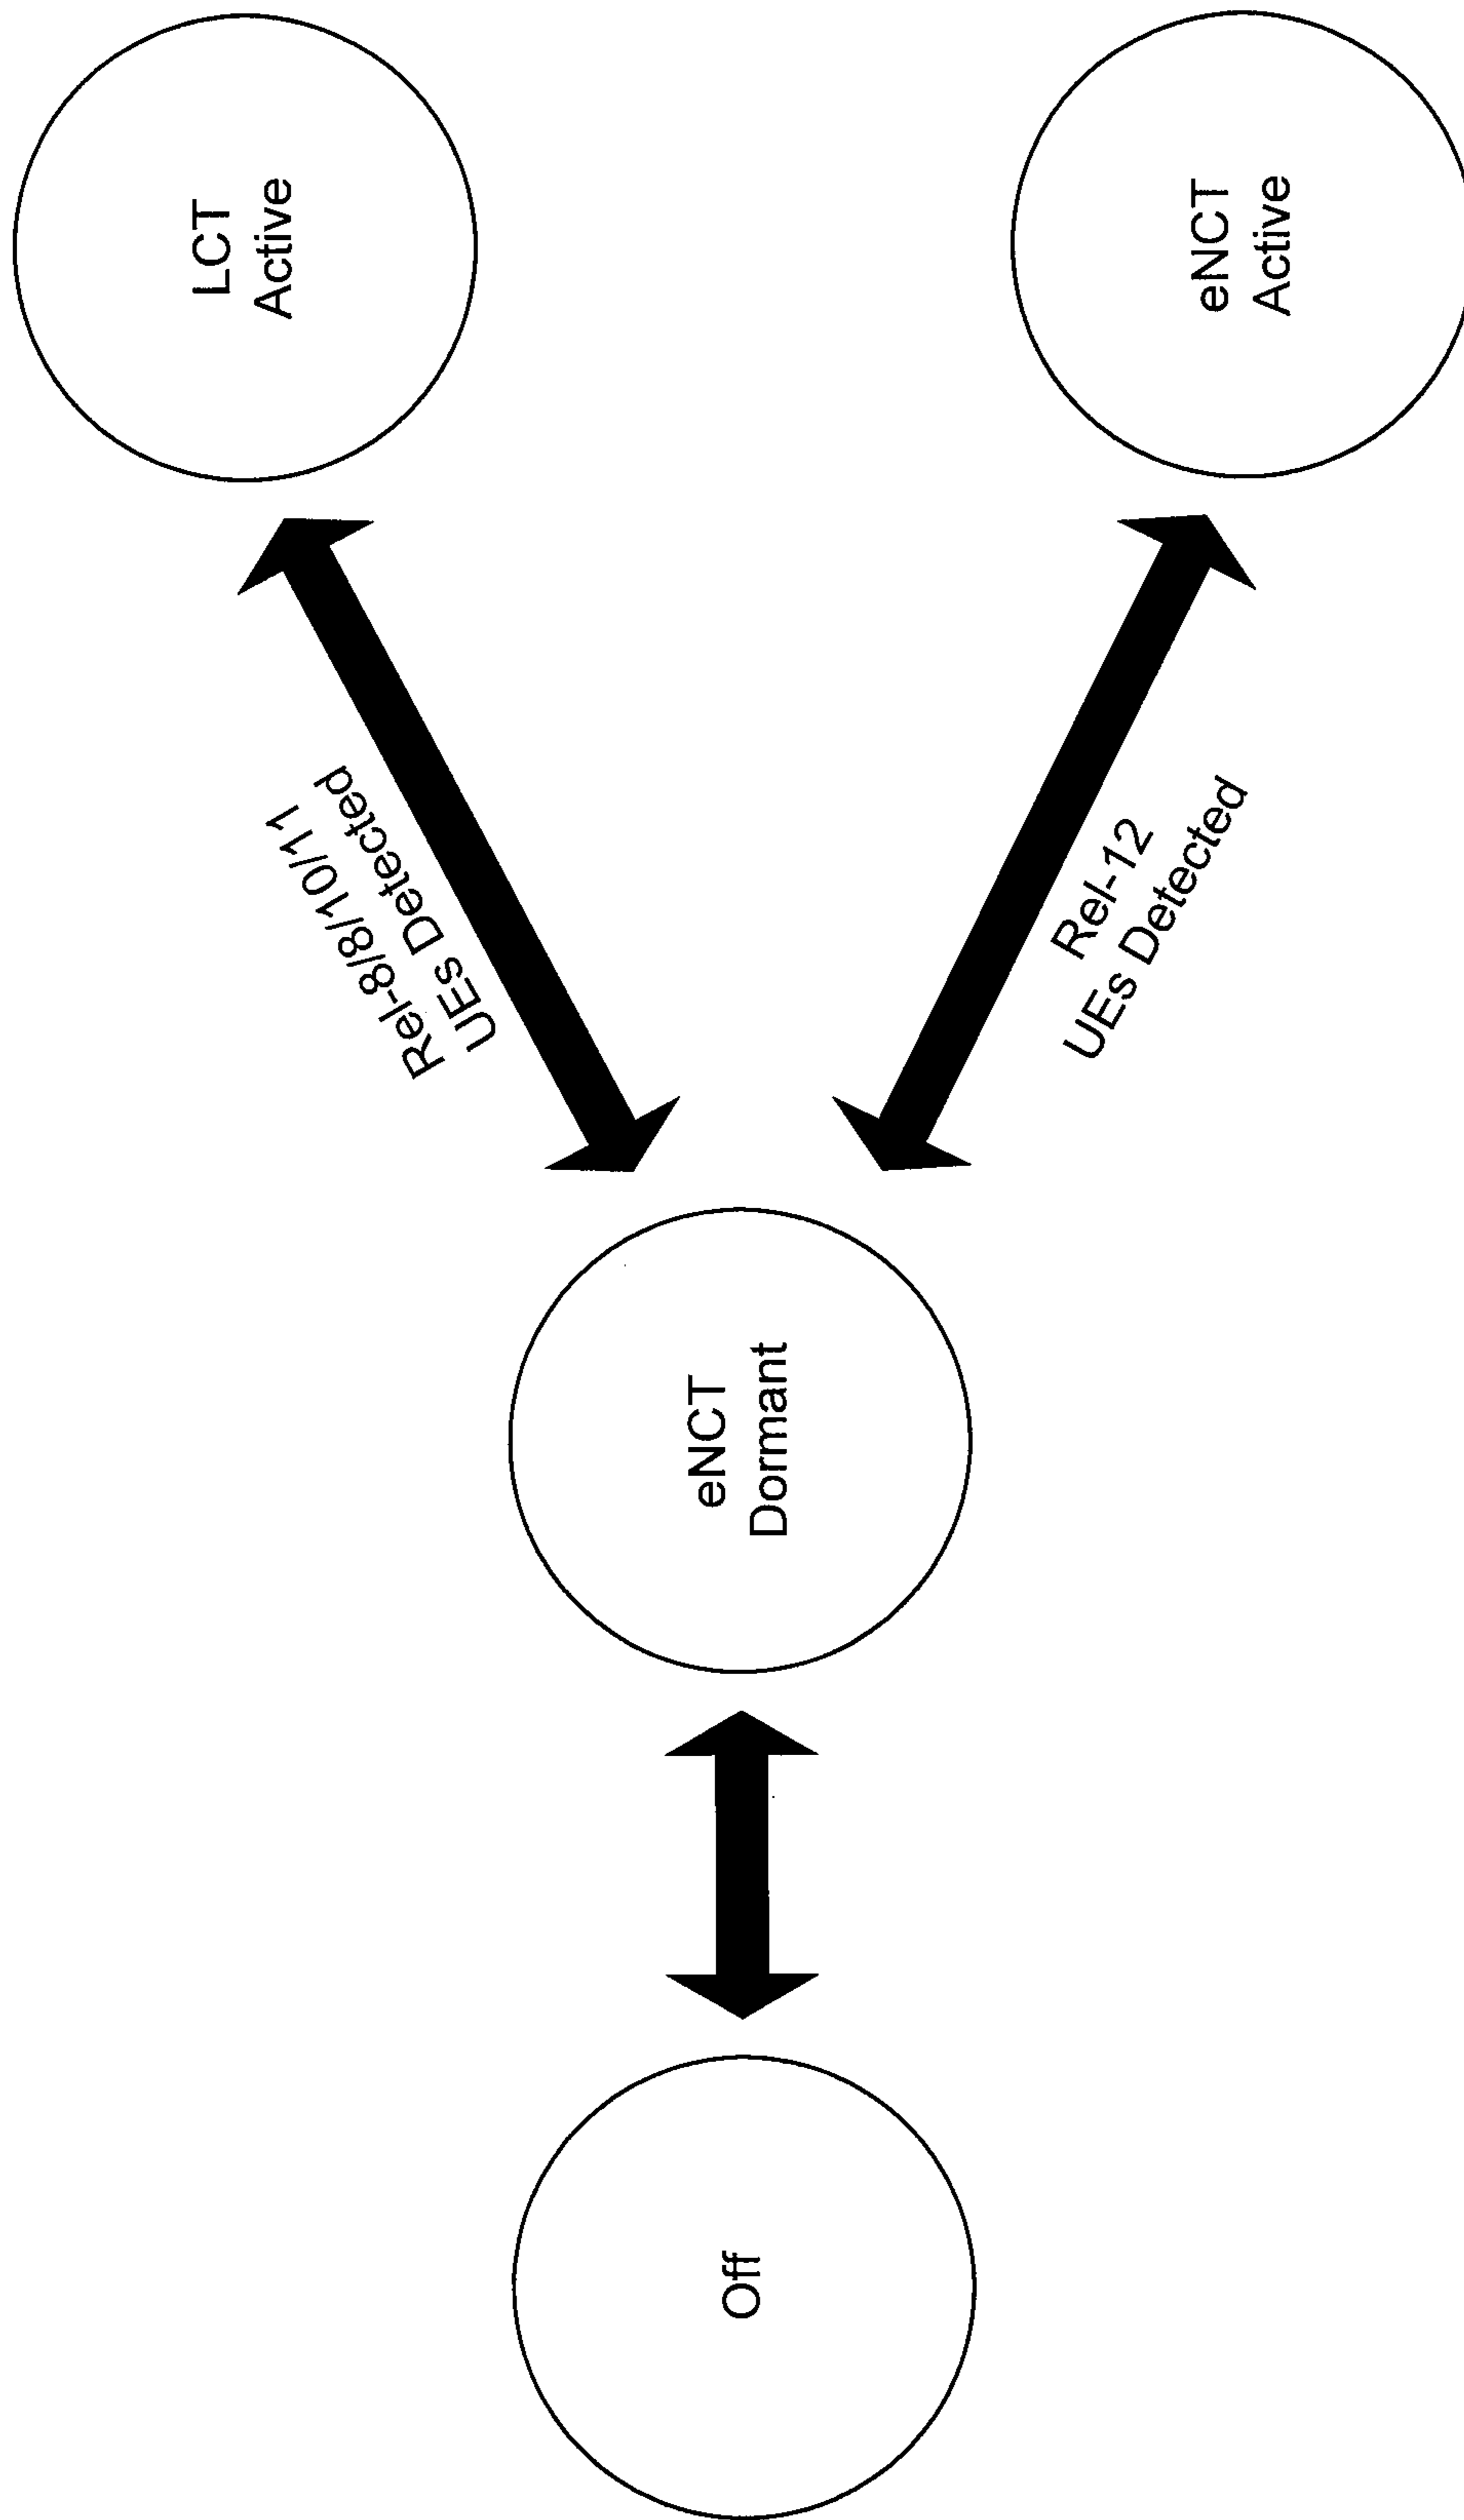 LCT
Active
Rel-8/8/10/11
UEs Detected
Off
eNCT
Dormant
Rel-12
UEs Detected
eNCT
Active